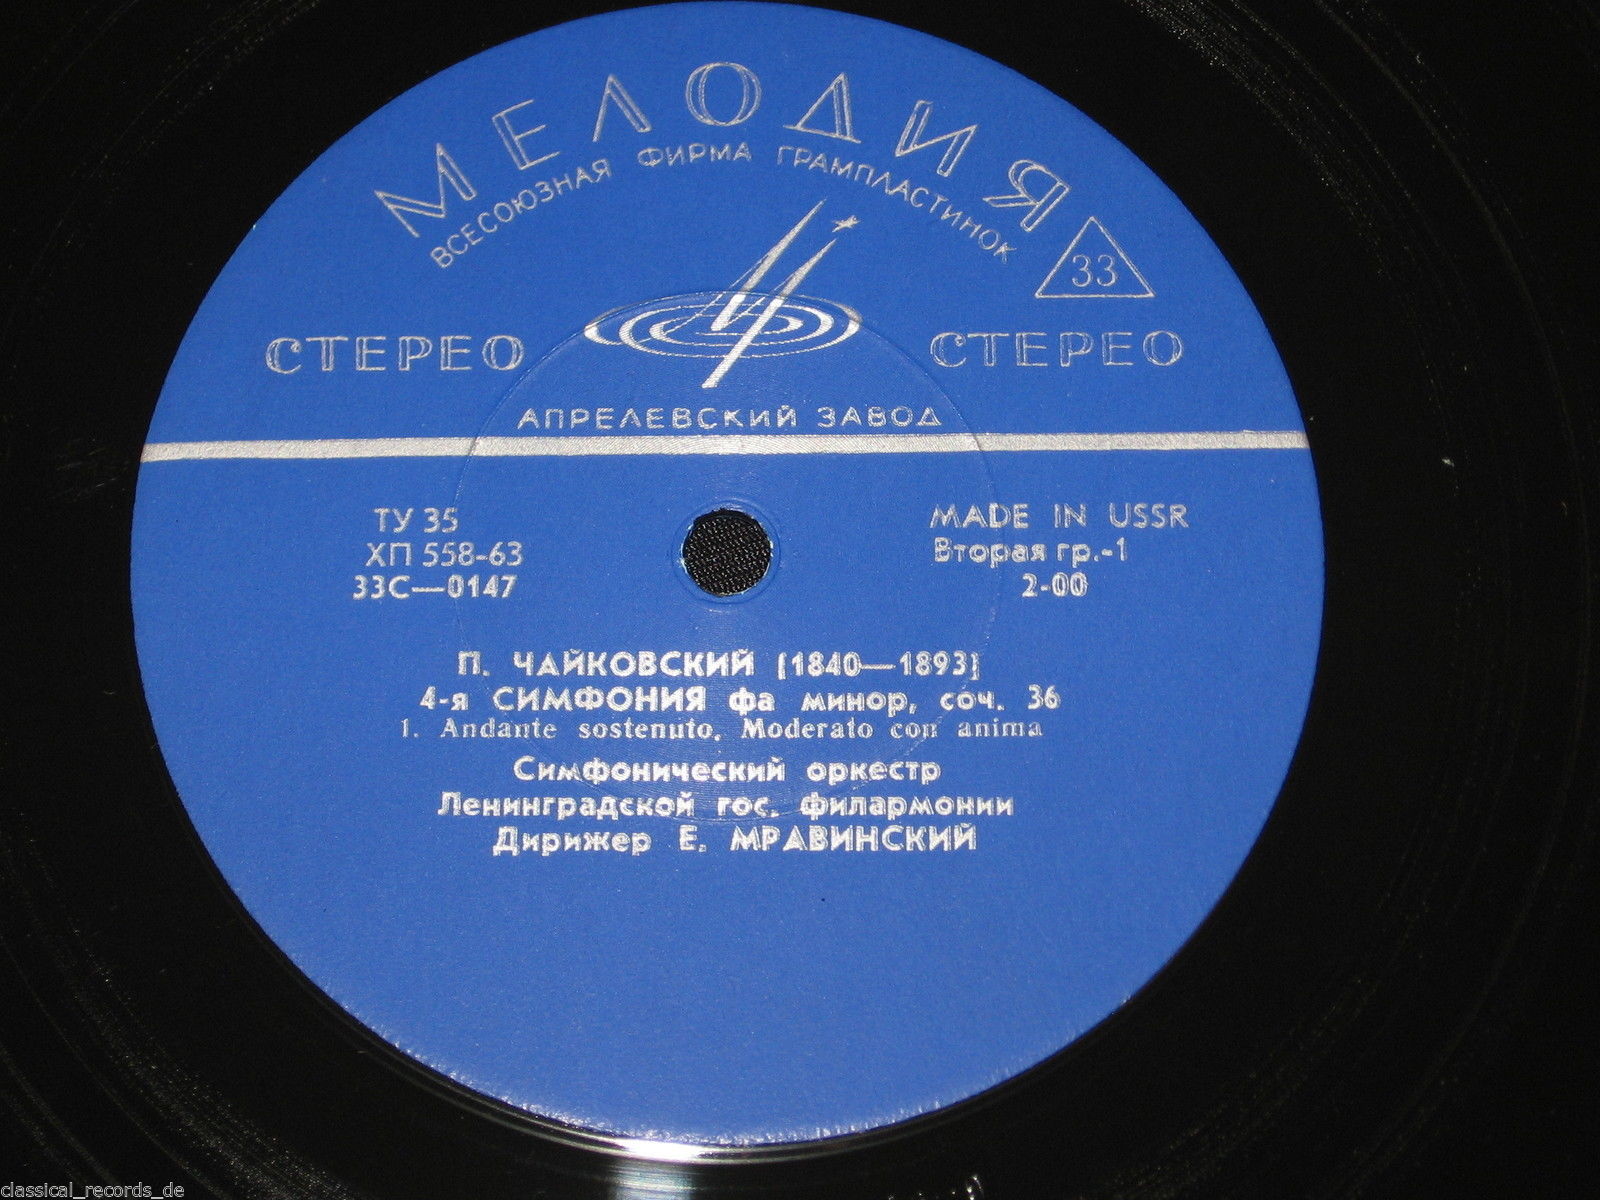 МЕЛОДИЯ
ВСЕСОЮЗНАЯ ФИРМА ГРАМПЛАСТИНОК
33
СТЕРЕО СТЕРЕО
АПРЕЛЕВСКИЙ ЗАВОД
ТУ 35
ХП 558-63
33С—0147
MADE IN USSR
Вторая гр.-1
2-00
П. ЧАЙКОВСКИЙ [1840—1893]
4-я СИМФОНИЯ фа минор, соч. 36
1. Andante sostenuto. Moderato con anima
Симфонический оркестр
Ленинградской гос. филармонии
Дирижер Е. МРАВИНСКИЙ
classical_records_de